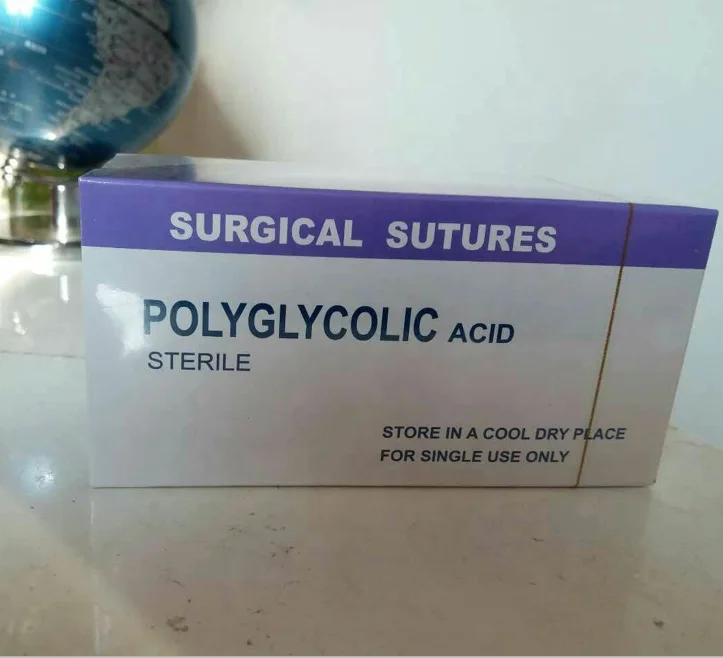 SURGICAL SUTURES
POLYGLYCOLIC ACID
STERILE
STORE IN A COOL DRY PLACE
FOR SINGLE USE ONLY